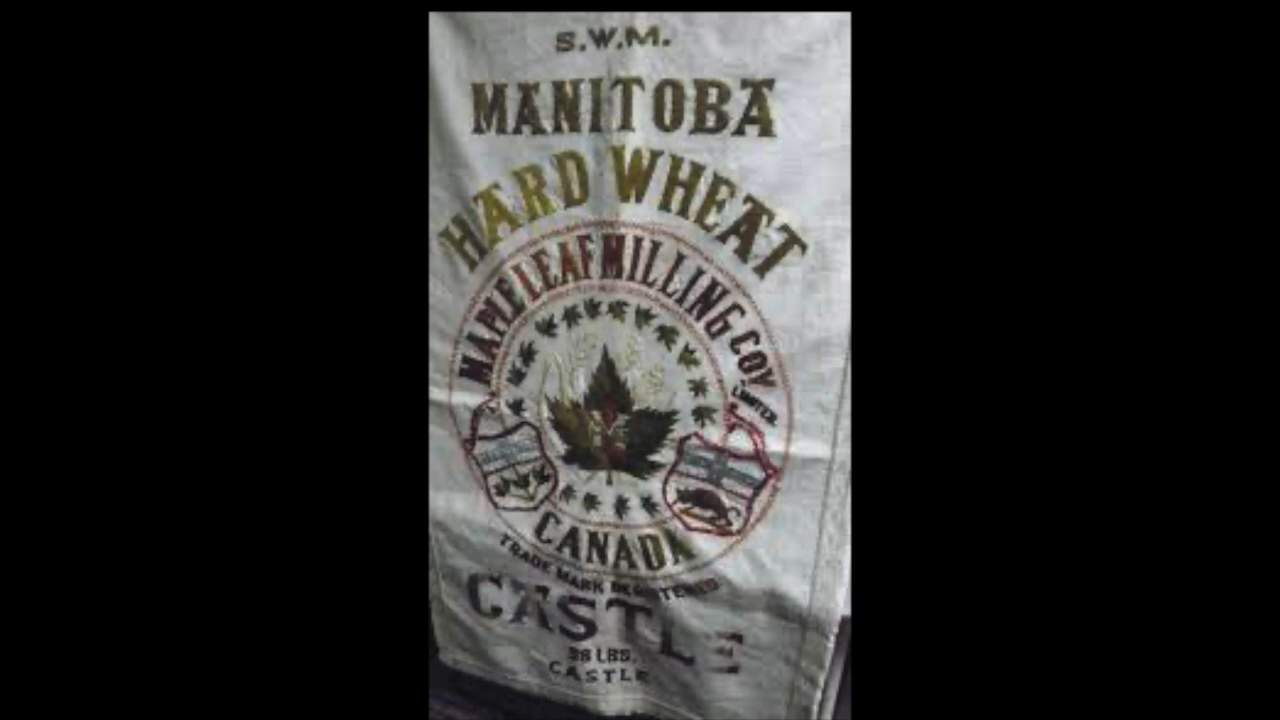 S.W.M.
MANITOBA
HARD WHEAT
MAPLE LEAF MILLING COY
LIMITED
CANADA
TRADE MARK REGISTERED
CASTLE
98 LBS.
CASTLE